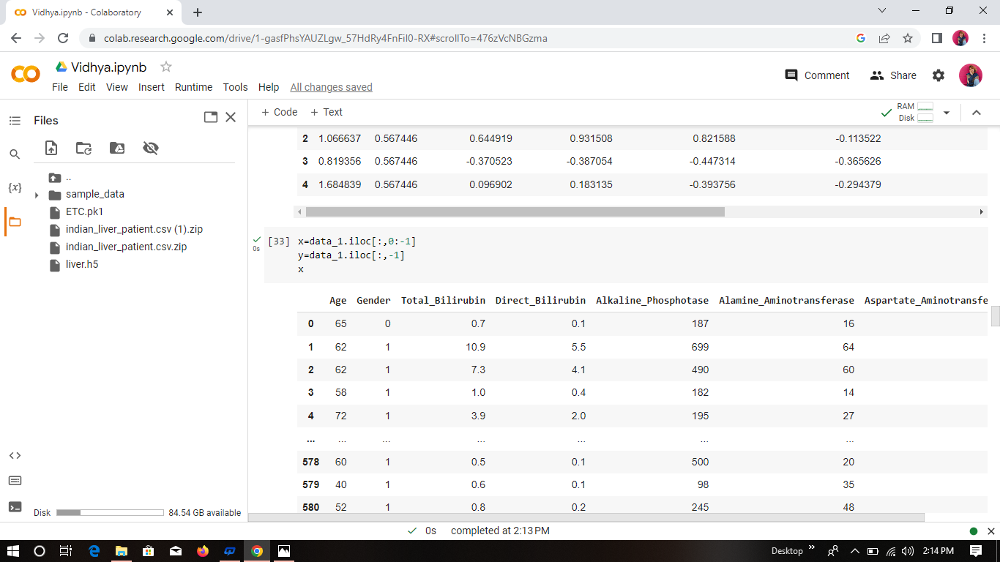 Vidhya.ipynb - Colaboratory
colab.research.google.com/drive/1-gasfPhsYAUZLgw_57HdRy4FnFil0-RX#scrollTo=476zVcNBGzma
Vidhya.ipynb
Comment Share
File Edit View Insert Runtime Tools Help All changes saved
Files
+ Code + Text
RAM
Disk
{x}
..
sample_data
ETC.pk1
indian_liver_patient.csv (1).zip
indian_liver_patient.csv.zip
liver.h5
Disk 84.54 GB available
2 1.066637 0.567446 0.644919 0.931508 0.821588 -0.113522
3 0.819356 0.567446 -0.370523 -0.387054 -0.447314 -0.365626
4 1.684839 0.567446 0.096902 0.183135 -0.393756 -0.294379
0s
[33] x=data_1.iloc[:,0:-1]
y=data_1.iloc[:,-1]
x
Age Gender Total_Bilirubin Direct_Bilirubin Alkaline_Phosphotase Alamine_Aminotransferase Aspartate_Aminotransfe
0 65 0 0.7 0.1 187 16
1 62 1 10.9 5.5 699 64
2 62 1 7.3 4.1 490 60
3 58 1 1.0 0.4 182 14
4 72 1 3.9 2.0 195 27
... ... ... ... ... ... ...
578 60 1 0.5 0.1 500 20
579 40 1 0.6 0.1 98 35
580 52 1 0.8 0.2 245 48
0s completed at 2:13 PM
Desktop 2:14 PM